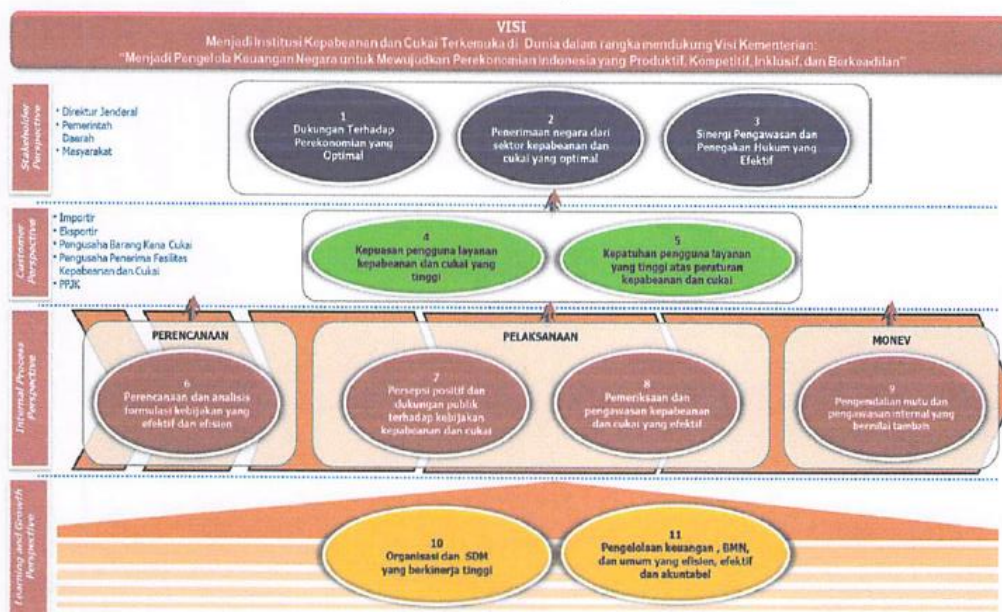 VISI
Menjadi Institusi Kepabeanan dan Cukai Terkemuka di Dunia dalam rangka mendukung Visi Kementerian:
"Menjadi Pengelola Keuangan Negara untuk Mewujudkan Perekonomian Indonesia yang Produktif, Kompetitif, Inklusif, dan Berkeadilan"
Stakeholder
Perspective
• Direktur Jenderal
• Pemerintah
Daerah
• Masyarakat
1
Dukungan Terhadap
Perekonomian yang
Optimal
2
Penerimaan negara dari
sektor kepabeanan dan
cukai yang optimal
3
Sinergi Pengawasan dan
Penegakan Hukum yang
Efektif
Customer
Perspective
• Importir
• Eksportir
• Pengusaha Barang Kena Cukai
• Pengusaha Penerima Fasilitas
Kepabeanan dan Cukai
• PPJK
4
Kepuasan pengguna layanan
kepabeanan dan cukai yang
tinggi
5
Kepatuhan pengguna layanan
yang tinggi atas peraturan
kepabeanan dan cukai
Internal Process
Perspective
PERENCANAAN
6
Perencanaan dan analisis
formulasi kebijakan yang
efektif dan efisien
PELAKSANAAN
7
Persepsi positif dan
dukungan publik
terhadap kebijakan
kepabeanan dan cukai
8
Pemeriksaan dan
pengawasan kepabeanan
dan cukai yang efektif
MONEV
9
Pengendalian mutu dan
pengawasan internal yang
bernilai tambah
Learning and Growth
Perspective
10
Organisasi dan SDM
yang berkinerja tinggi
11
Pengelolaan keuangan , BMN,
dan umum yang efisien, efektif
dan akuntabel